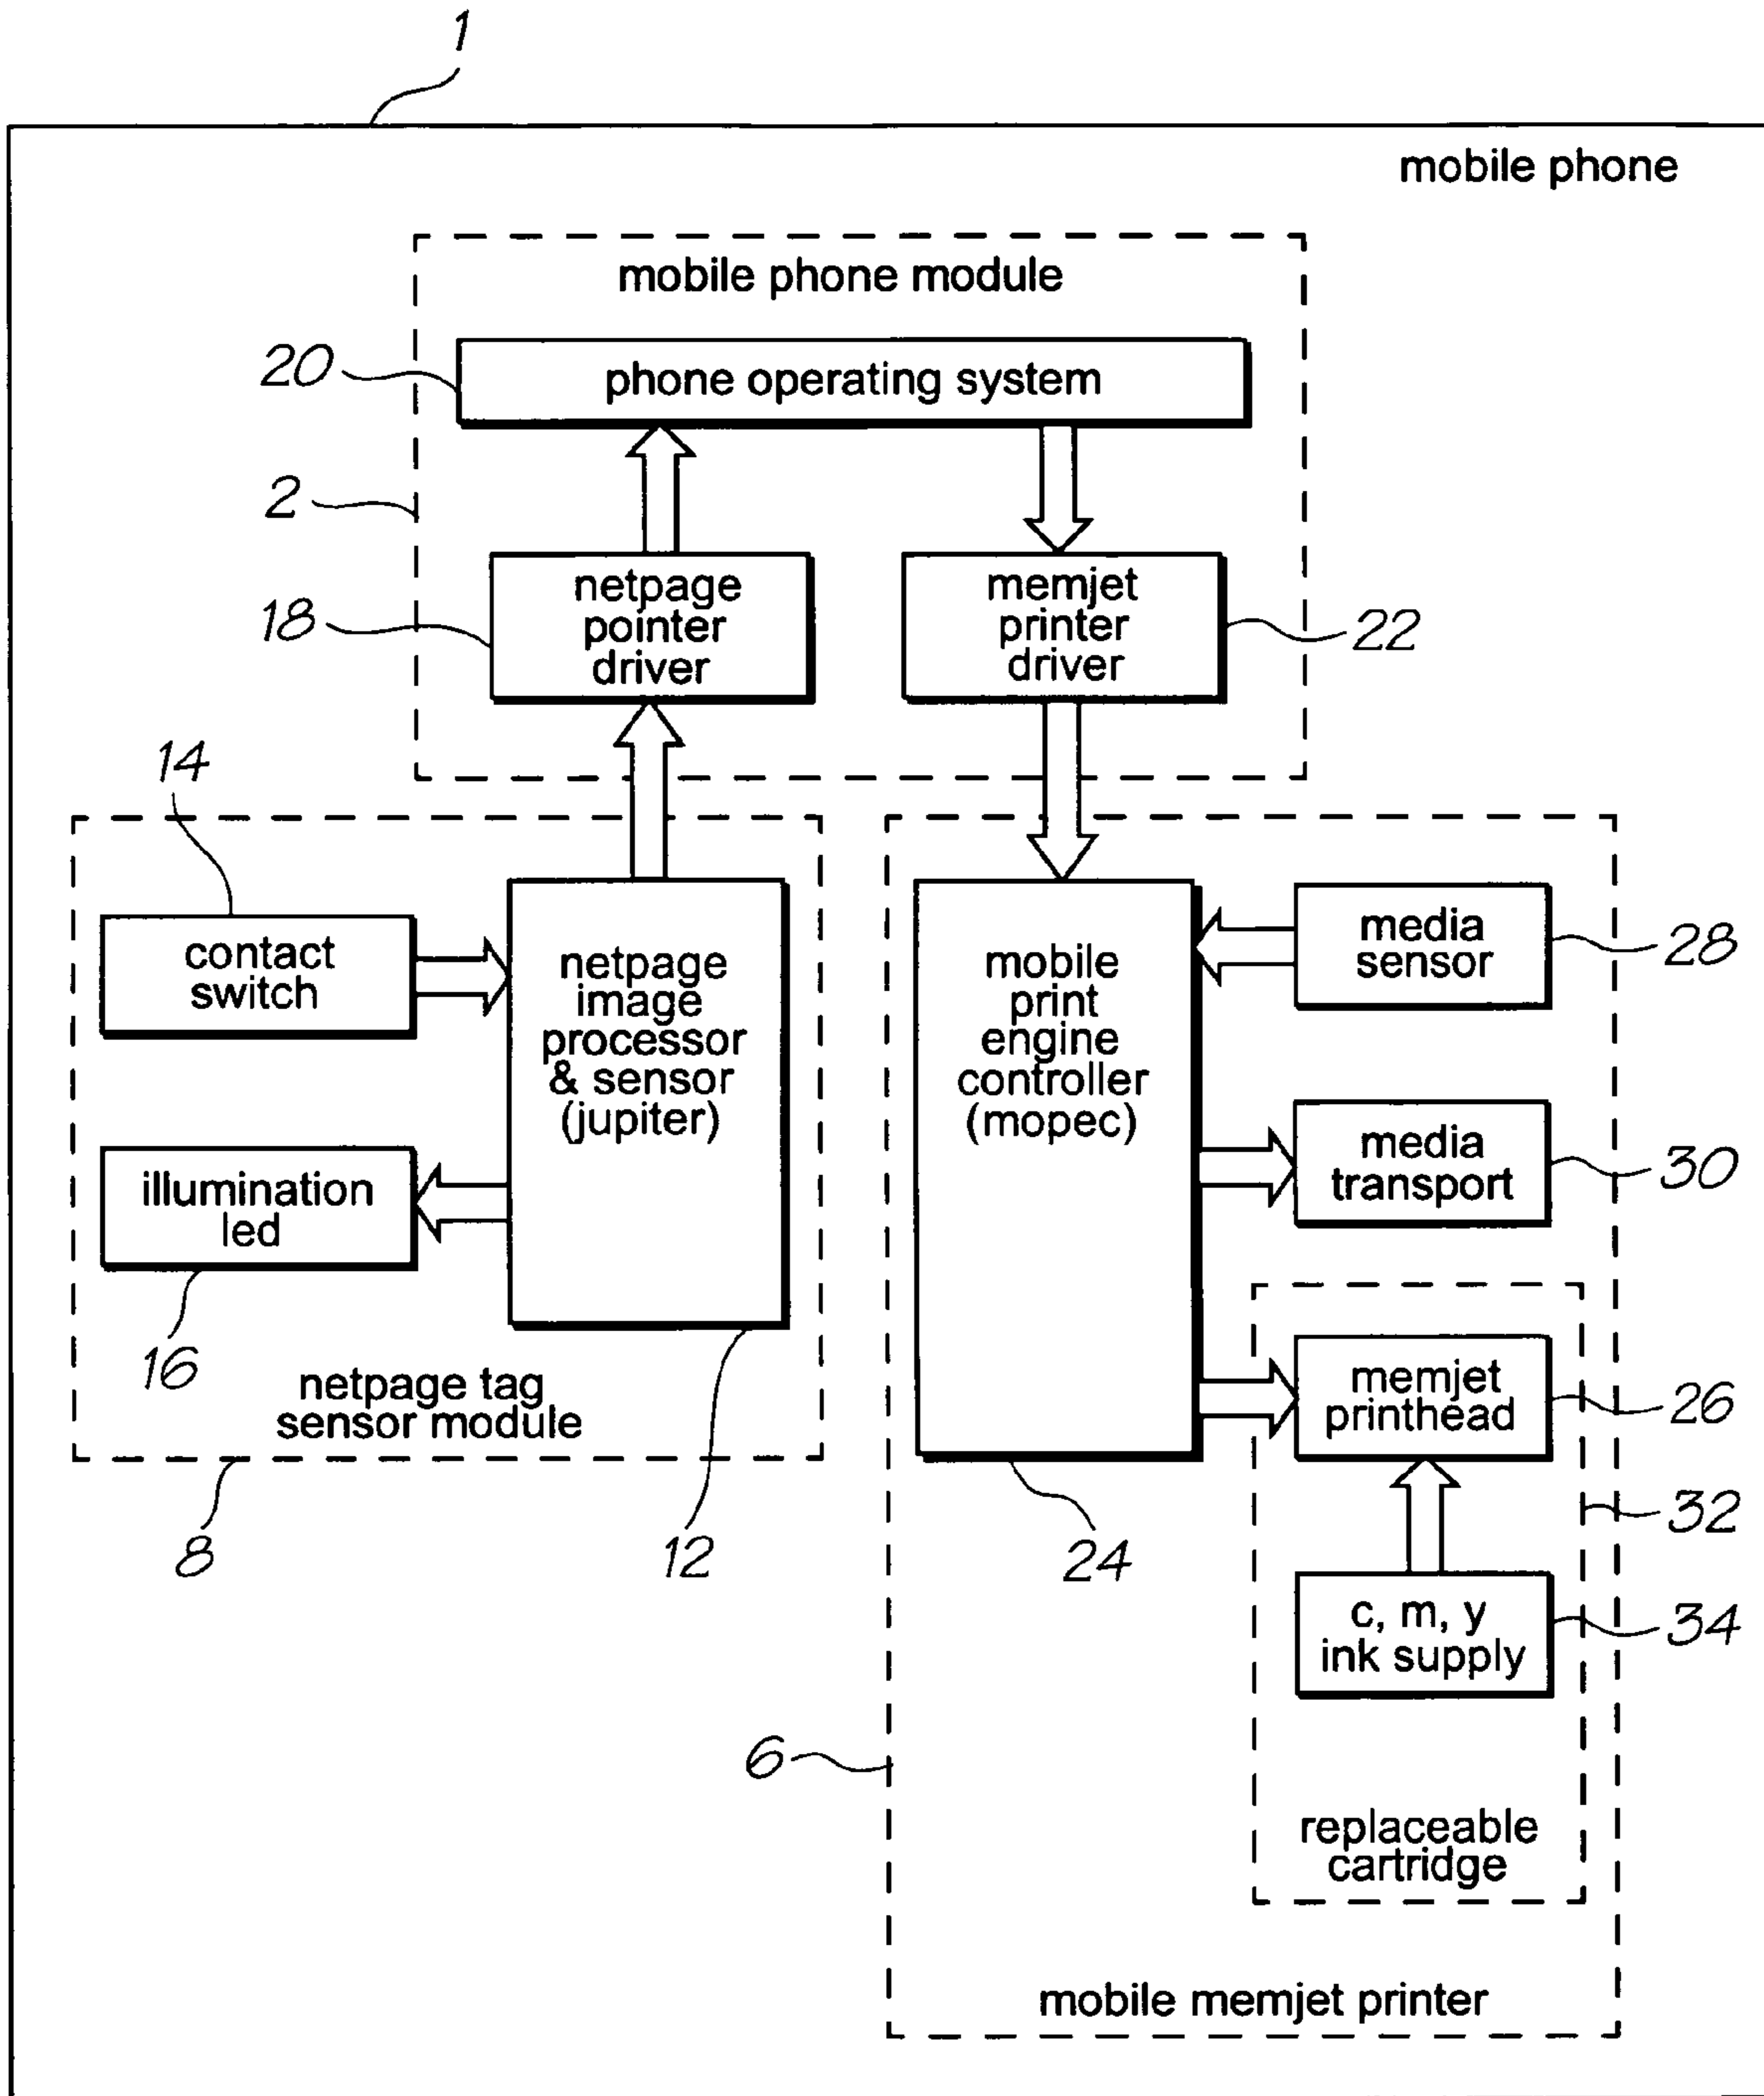 1
mobile phone
mobile phone module
20
phone operating system
2
netpage
pointer
driver
18
memjet
printer
driver
22
14
contact
switch
netpage
image
processor
& sensor
(jupiter)
illumination
led
16
netpage tag
sensor module
8
12
mobile
print
engine
controller
(mopec)
media
sensor
28
media
transport
30
memjet
printhead
26
24
32
c, m, y
ink supply
34
6
replaceable
cartridge
mobile memjet printer